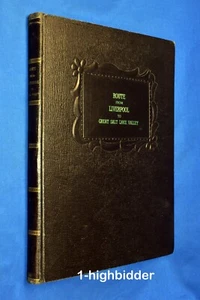 ROUTE
FROM
LIVERPOOL
TO
GREAT SALT LAKE VALLEY
1-highbidder